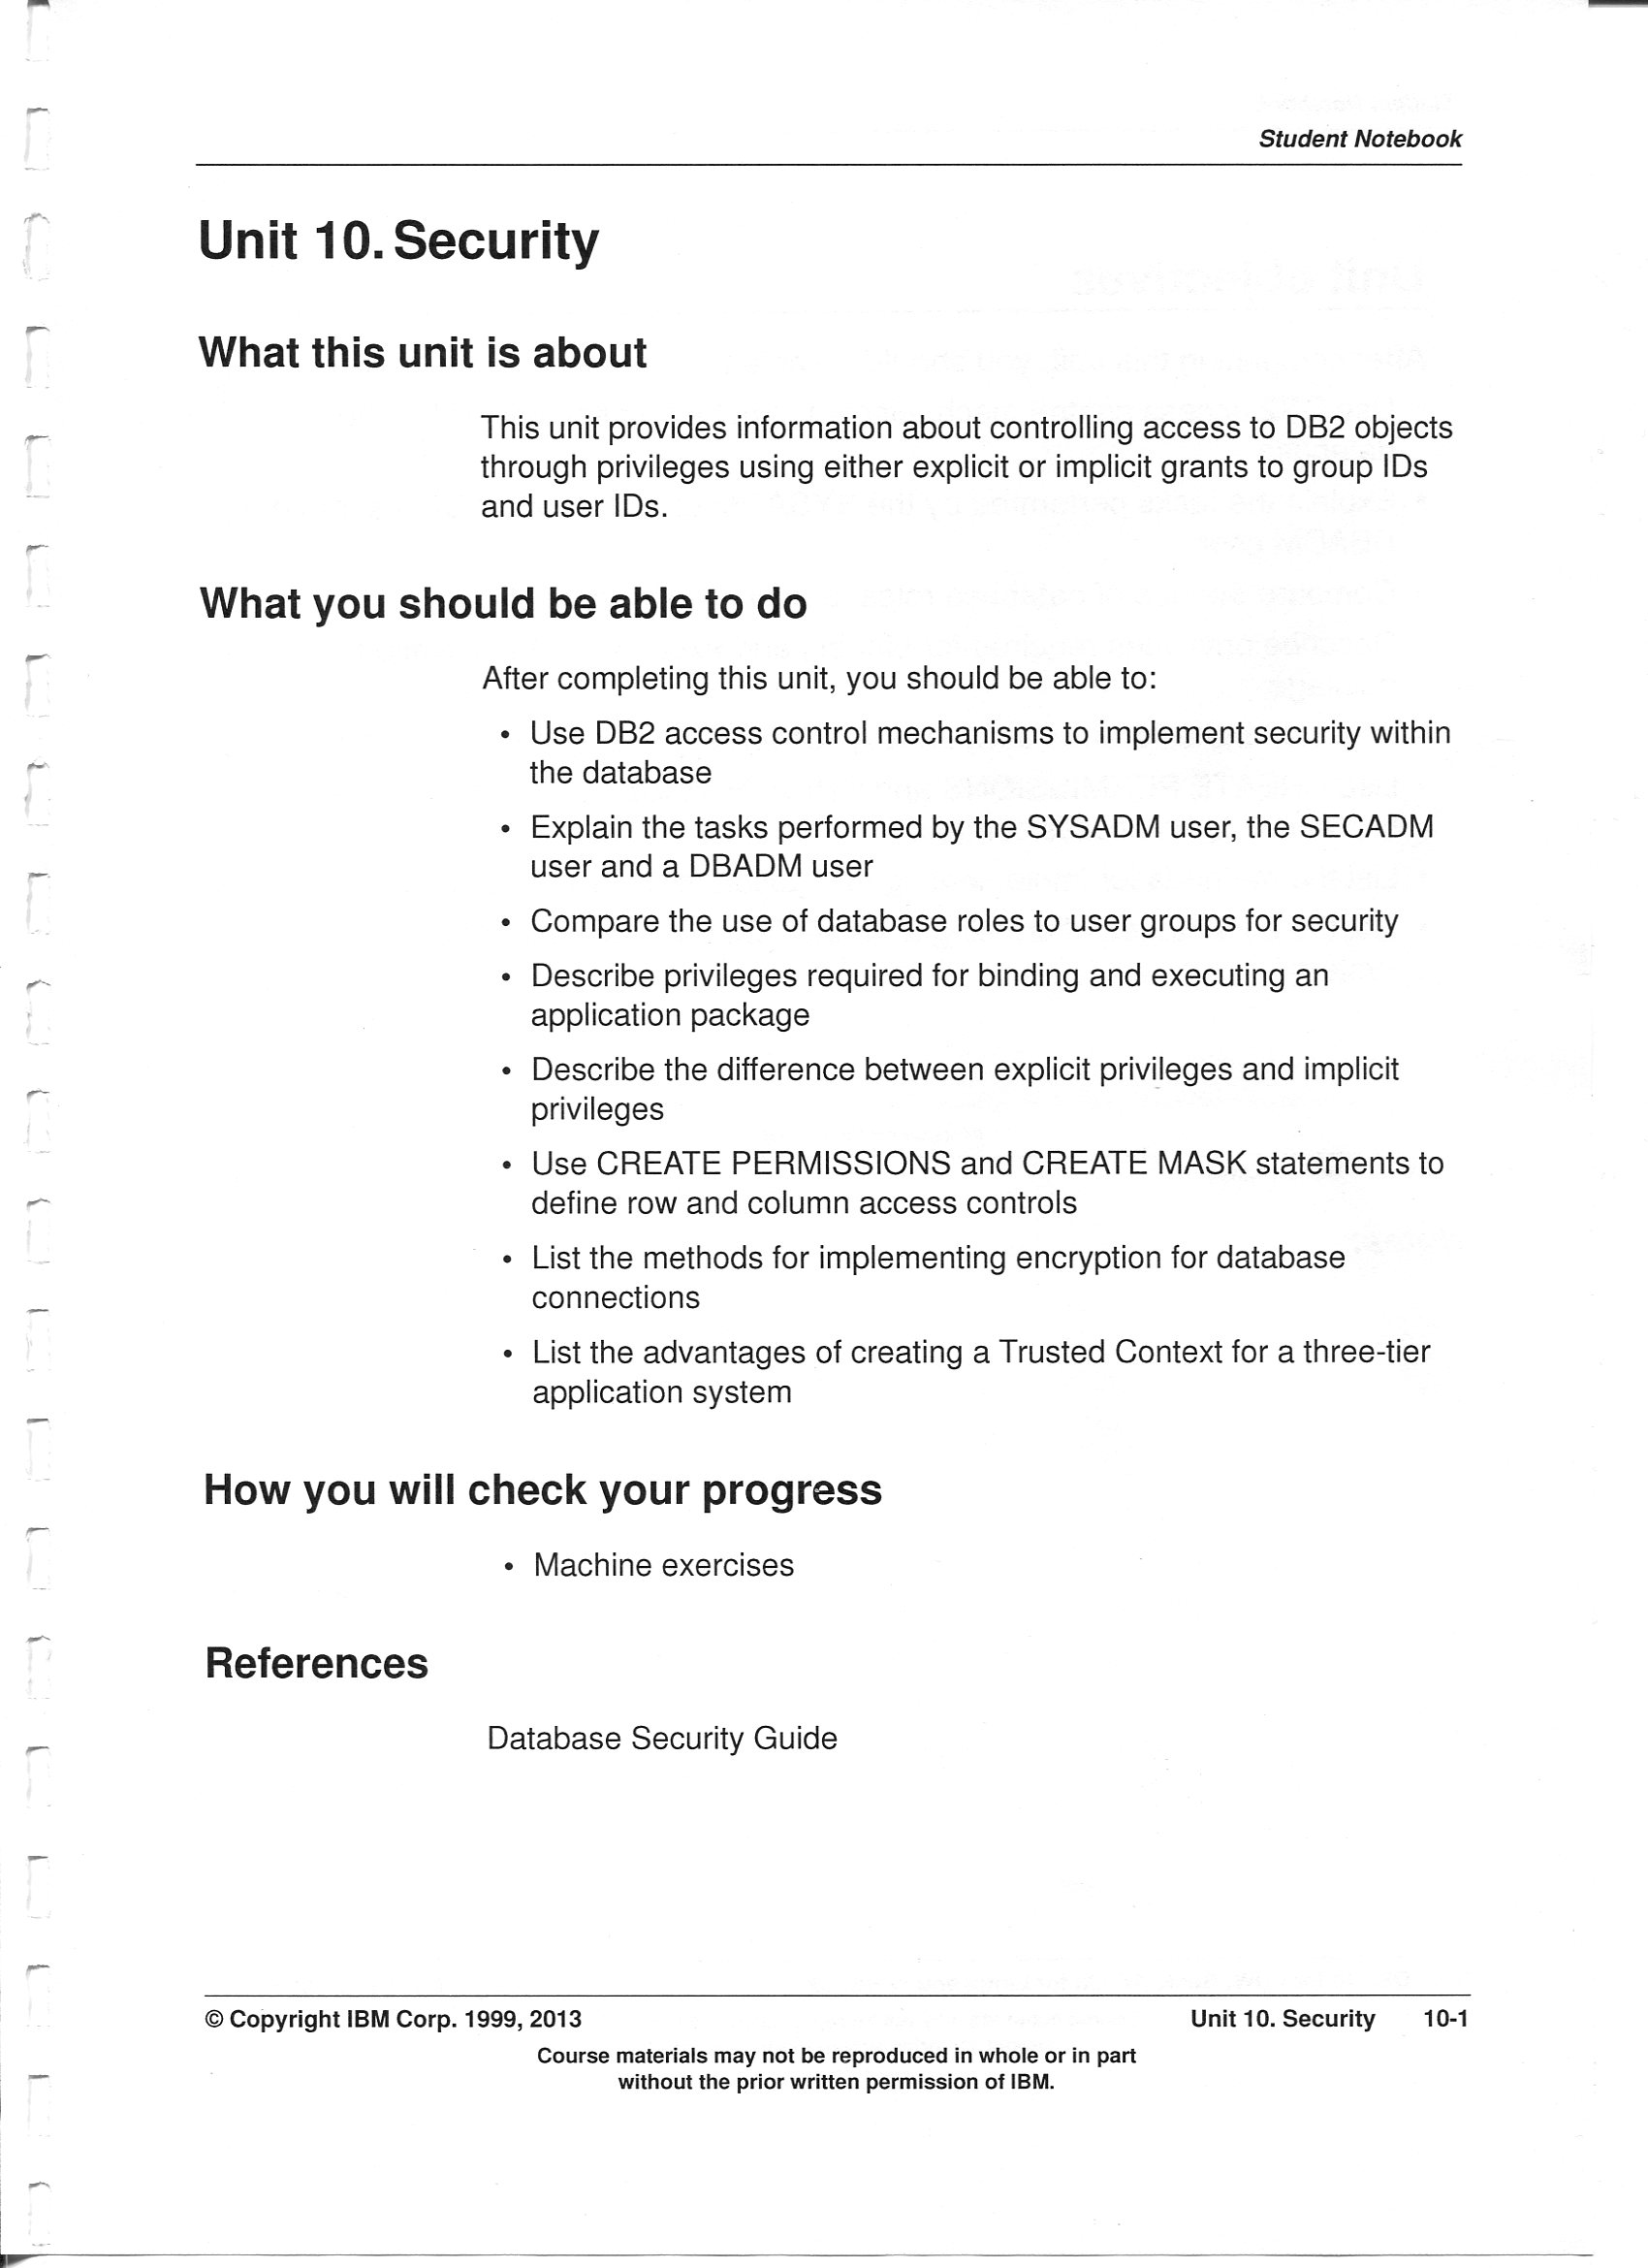 Student Notebook
Unit 10. Security
What this unit is about
This unit provides information about controlling access to DB2 objects
through privileges using either explicit or implicit grants to group IDs
and user IDs.
What you should be able to do
After completing this unit, you should be able to:
• Use DB2 access control mechanisms to implement security within
the database
• Explain the tasks performed by the SYSADM user, the SECADM
user and a DBADM user
• Compare the use of database roles to user groups for security
• Describe privileges required for binding and executing an
application package
• Describe the difference between explicit privileges and implicit
privileges
• Use CREATE PERMISSIONS and CREATE MASK statements to
define row and column access controls
• List the methods for implementing encryption for database
connections
• List the advantages of creating a Trusted Context for a three-tier
application system
How you will check your progress
• Machine exercises
References
Database Security Guide
© Copyright IBM Corp. 1999, 2013 Unit 10. Security 10-1
Course materials may not be reproduced in whole or in part
without the prior written permission of IBM.